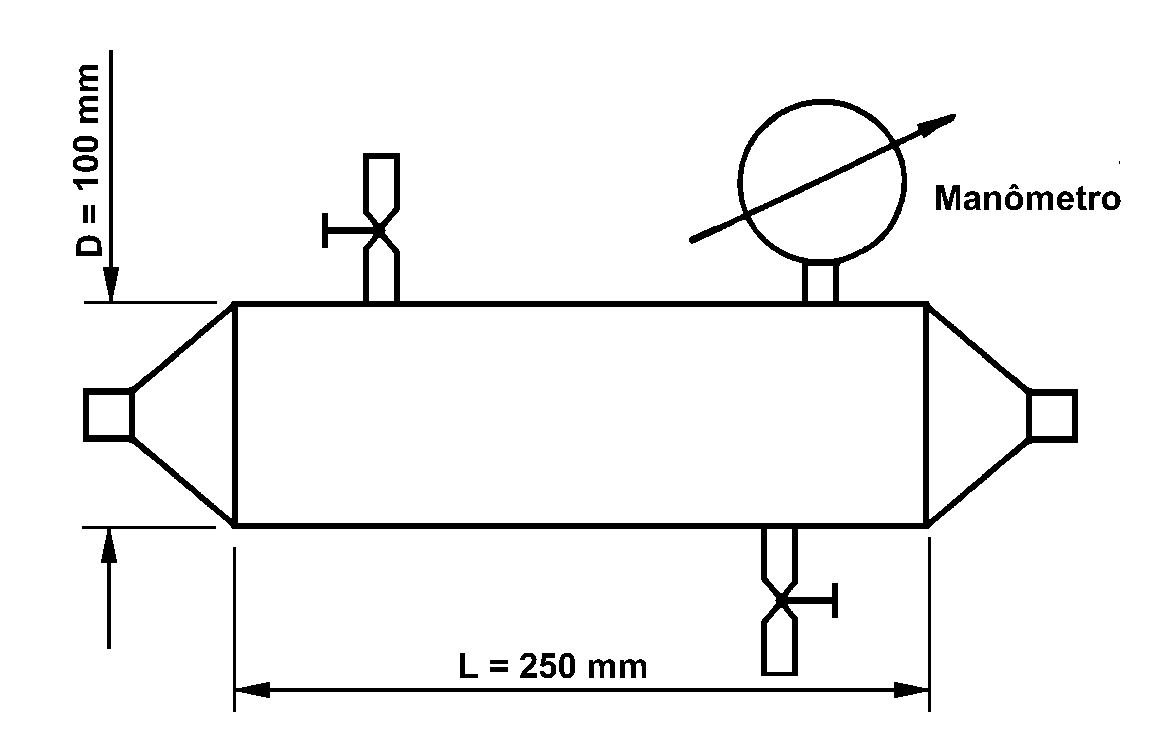 D = 100 mm
Manômetro
L = 250 mm